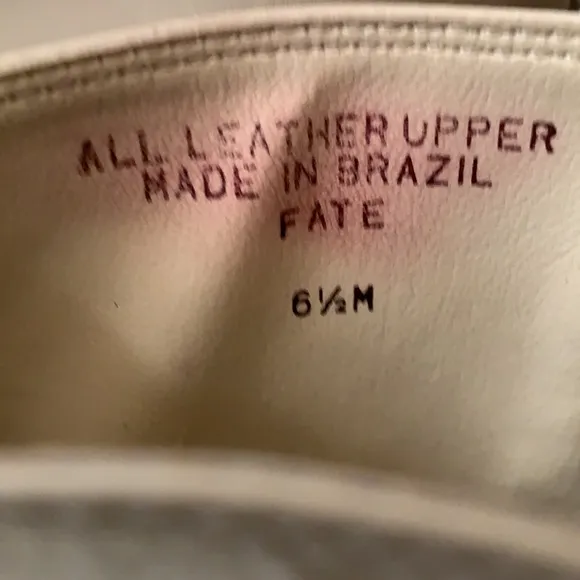 ALL LEATHER UPPER
MADE IN BRAZIL
FATE
6½M